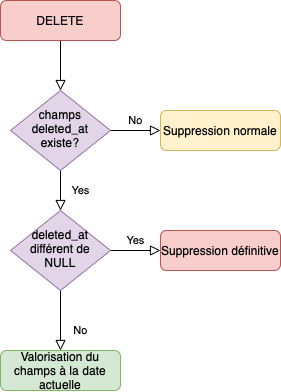 DELETE
champs
deleted_at
existe?
No
Suppression normale
Yes
deleted_at
différent de
NULL
Yes
Suppression définitive
No
Valorisation du
champs à la date
actuelle